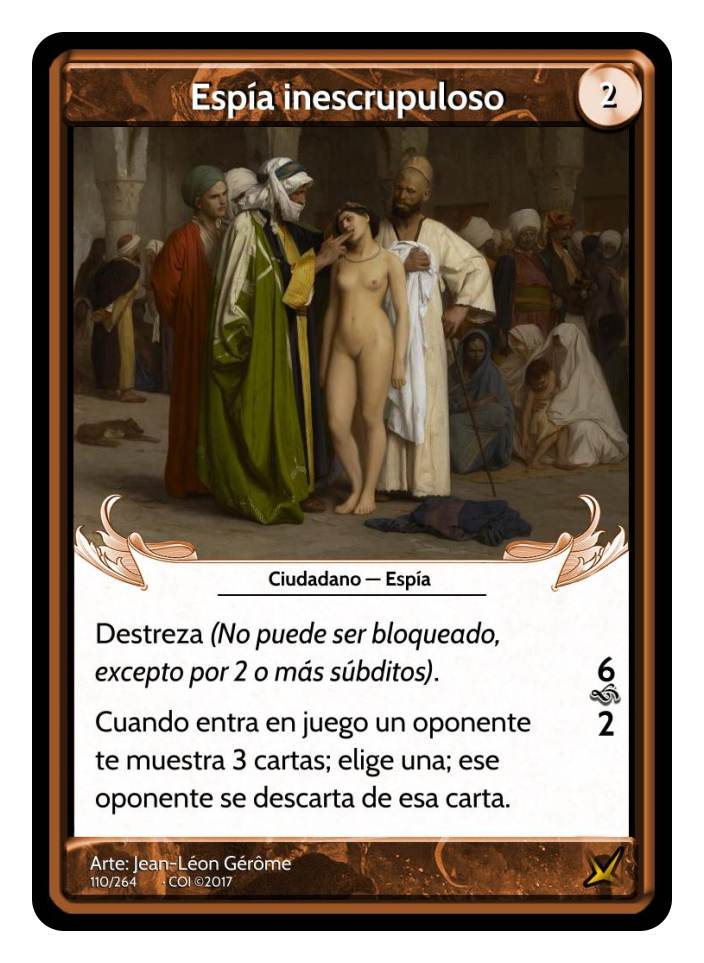 Espía inescrupuloso
2
Ciudadano — Espía
Destreza (No puede ser bloqueado,
excepto por 2 o más súbditos).
Cuando entra en juego un oponente
te muestra 3 cartas; elige una; ese
oponente se descarta de esa carta.
6
2
Arte: Jean-Léon Gérôme
110/264 · COI ©2017